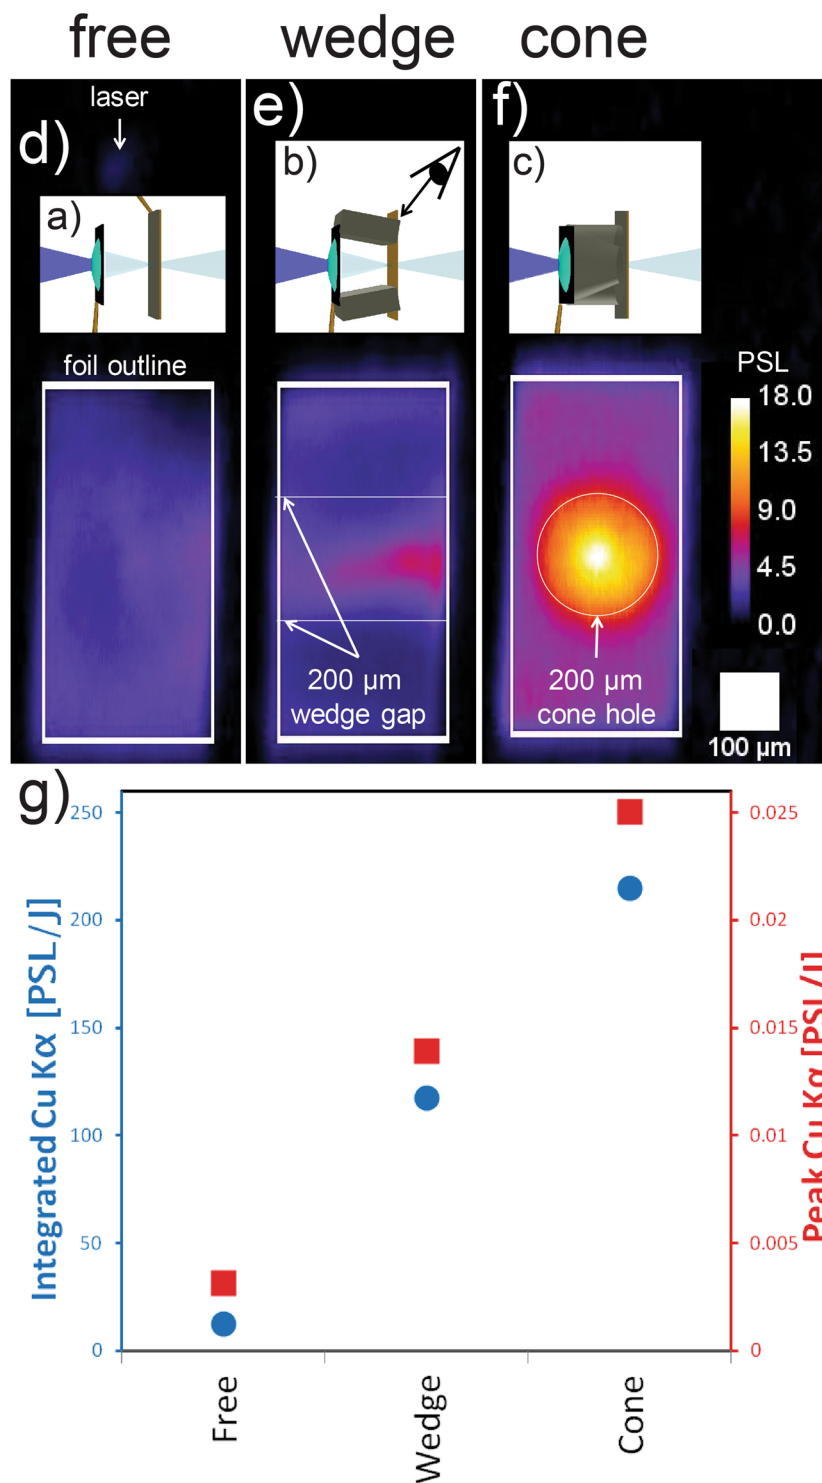 free wedge cone
laser
d) e) f)
a) b) c)
foil outline
PSL
18.0
13.5
9.0
4.5
0.0
200 µm
wedge gap
200 µm
cone hole
100 µm
g)
Integrated Cu Kα [PSL/J]
250
200
150
100
50
0
0.025
0.02
0.015
0.01
0.005
0
Peak Cu Kα [PSL/J]
Free
Wedge
Cone